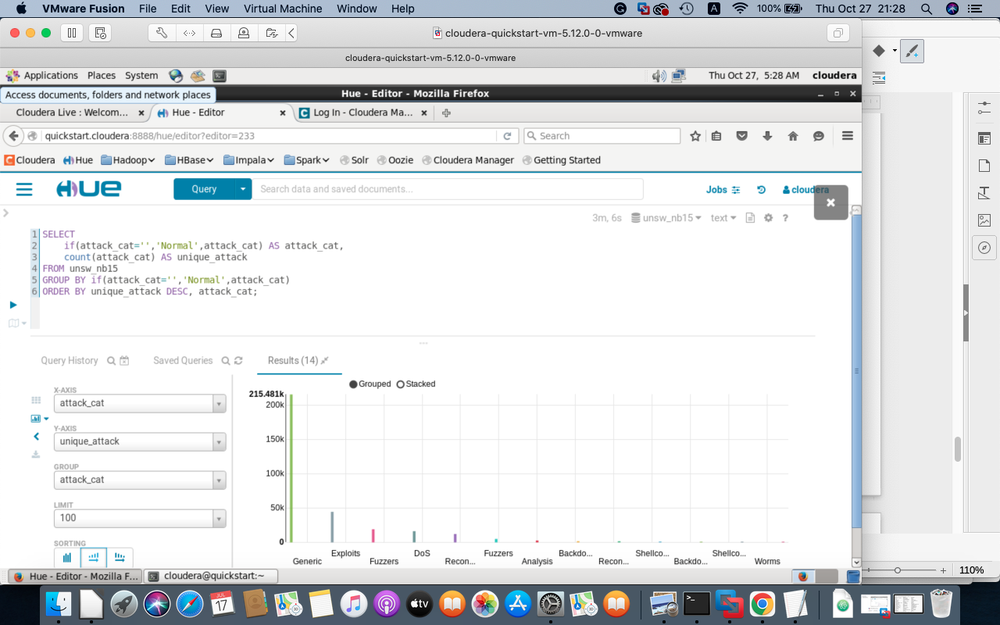 VMware Fusion File Edit View Virtual Machine Window Help A 100% Thu Oct 27 21:28
cloudera-quickstart-vm-5.12.0-0-vmware
cloudera-quickstart-vm-5.12.0-0-vmware
Applications Places System Thu Oct 27, 5:28 AM cloudera
Access documents, folders and network places
Hue - Editor - Mozilla Firefox
Cloudera Live : Welcom... Hue - Editor Log In - Cloudera Ma...
quickstart.cloudera:8888/hue/editor?editor=233 Search
Cloudera Hue Hadoop HBase Impala Spark Solr Oozie Cloudera Manager Getting Started
HUE Query Search data and saved documents... Jobs cloudera
3m, 6s unsw_nb15 text ?
1 SELECT
2 if(attack_cat='','Normal',attack_cat) AS attack_cat,
3 count(attack_cat) AS unique_attack
4 FROM unsw_nb15
5 GROUP BY if(attack_cat='','Normal',attack_cat)
6 ORDER BY unique_attack DESC, attack_cat;
Query History Saved Queries Results (14)
X-AXIS
attack_cat
Y-AXIS
unique_attack
GROUP
attack_cat
LIMIT
100
SORTING
Grouped Stacked
215.481k
200k
150k
100k
50k
0
Exploits DoS Fuzzers Backdo... Shellco... Shellco...
Generic Fuzzers Recon... Analysis Recon... Backdo... Worms
Hue - Editor - Mozilla F... cloudera@quickstart:~
110%
JUL
17
tv